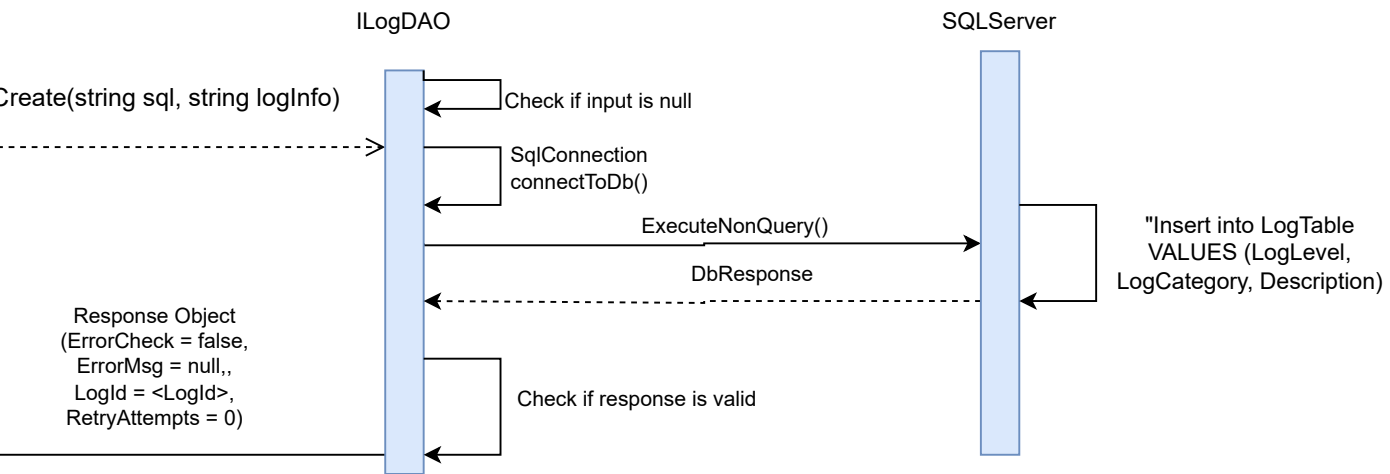 ILogDAO
SQLServer
Create(string sql, string logInfo)
Check if input is null
SqlConnection
connectToDb()
ExecuteNonQuery()
"Insert into LogTable
VALUES (LogLevel,
LogCategory, Description)
DbResponse
Response Object
(ErrorCheck = false,
ErrorMsg = null,,
LogId = <LogId>,
RetryAttempts = 0)
Check if response is valid